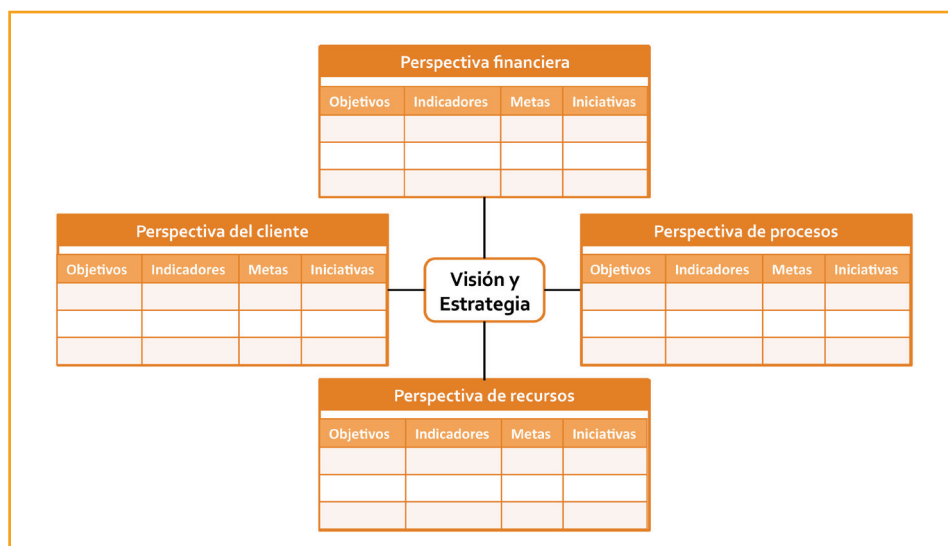 Perspectiva financiera
Objetivos Indicadores Metas Iniciativas
Perspectiva del cliente
Objetivos Indicadores Metas Iniciativas
Visión y
Estrategia
Perspectiva de procesos
Objetivos Indicadores Metas Iniciativas
Perspectiva de recursos
Objetivos Indicadores Metas Iniciativas